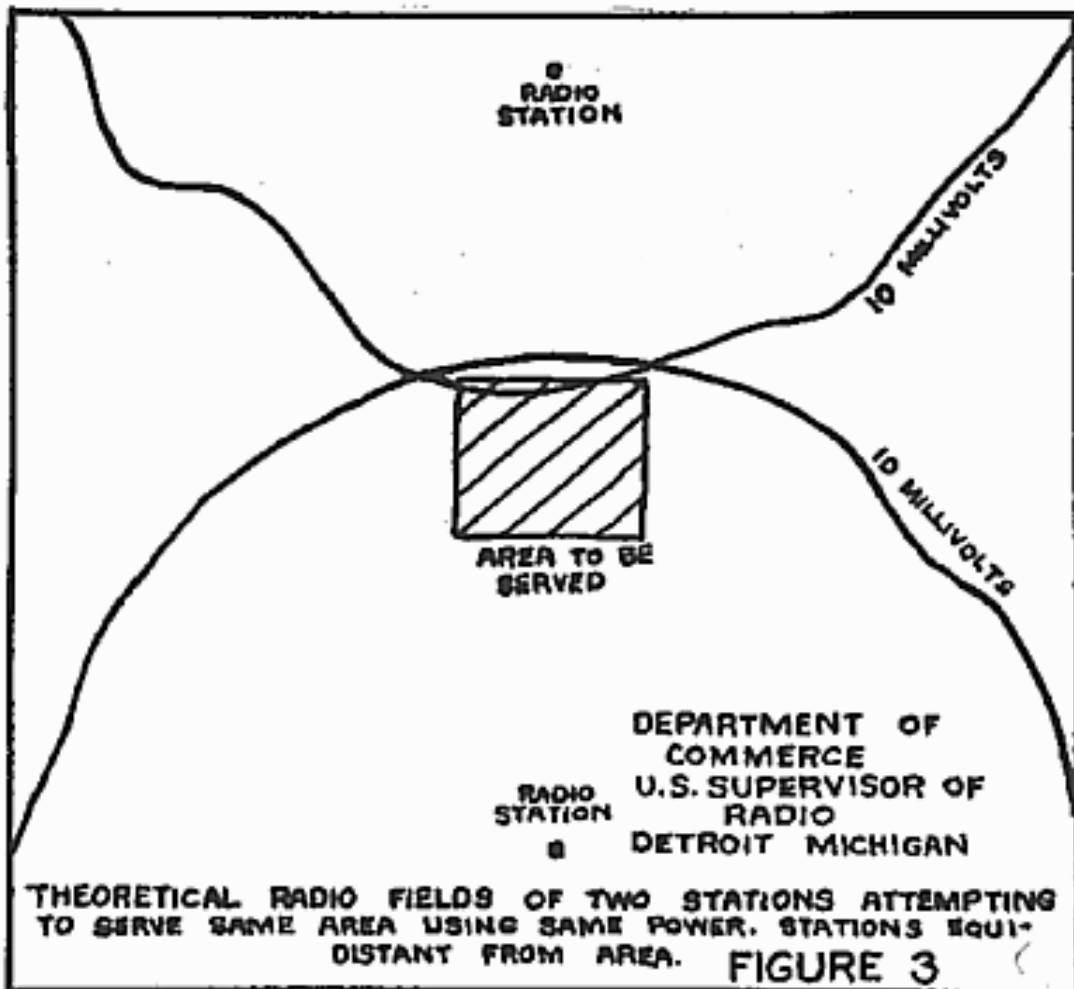 RADIO
STATION
10 MILLIVOLTS
10 MILLIVOLTS
AREA TO BE
SERVED
RADIO
STATION
DEPARTMENT OF
COMMERCE
U.S. SUPERVISOR OF
RADIO
DETROIT MICHIGAN
THEORETICAL RADIO FIELDS OF TWO STATIONS ATTEMPTING
TO SERVE SAME AREA USING SAME POWER. STATIONS EQUI-
DISTANT FROM AREA.
FIGURE 3